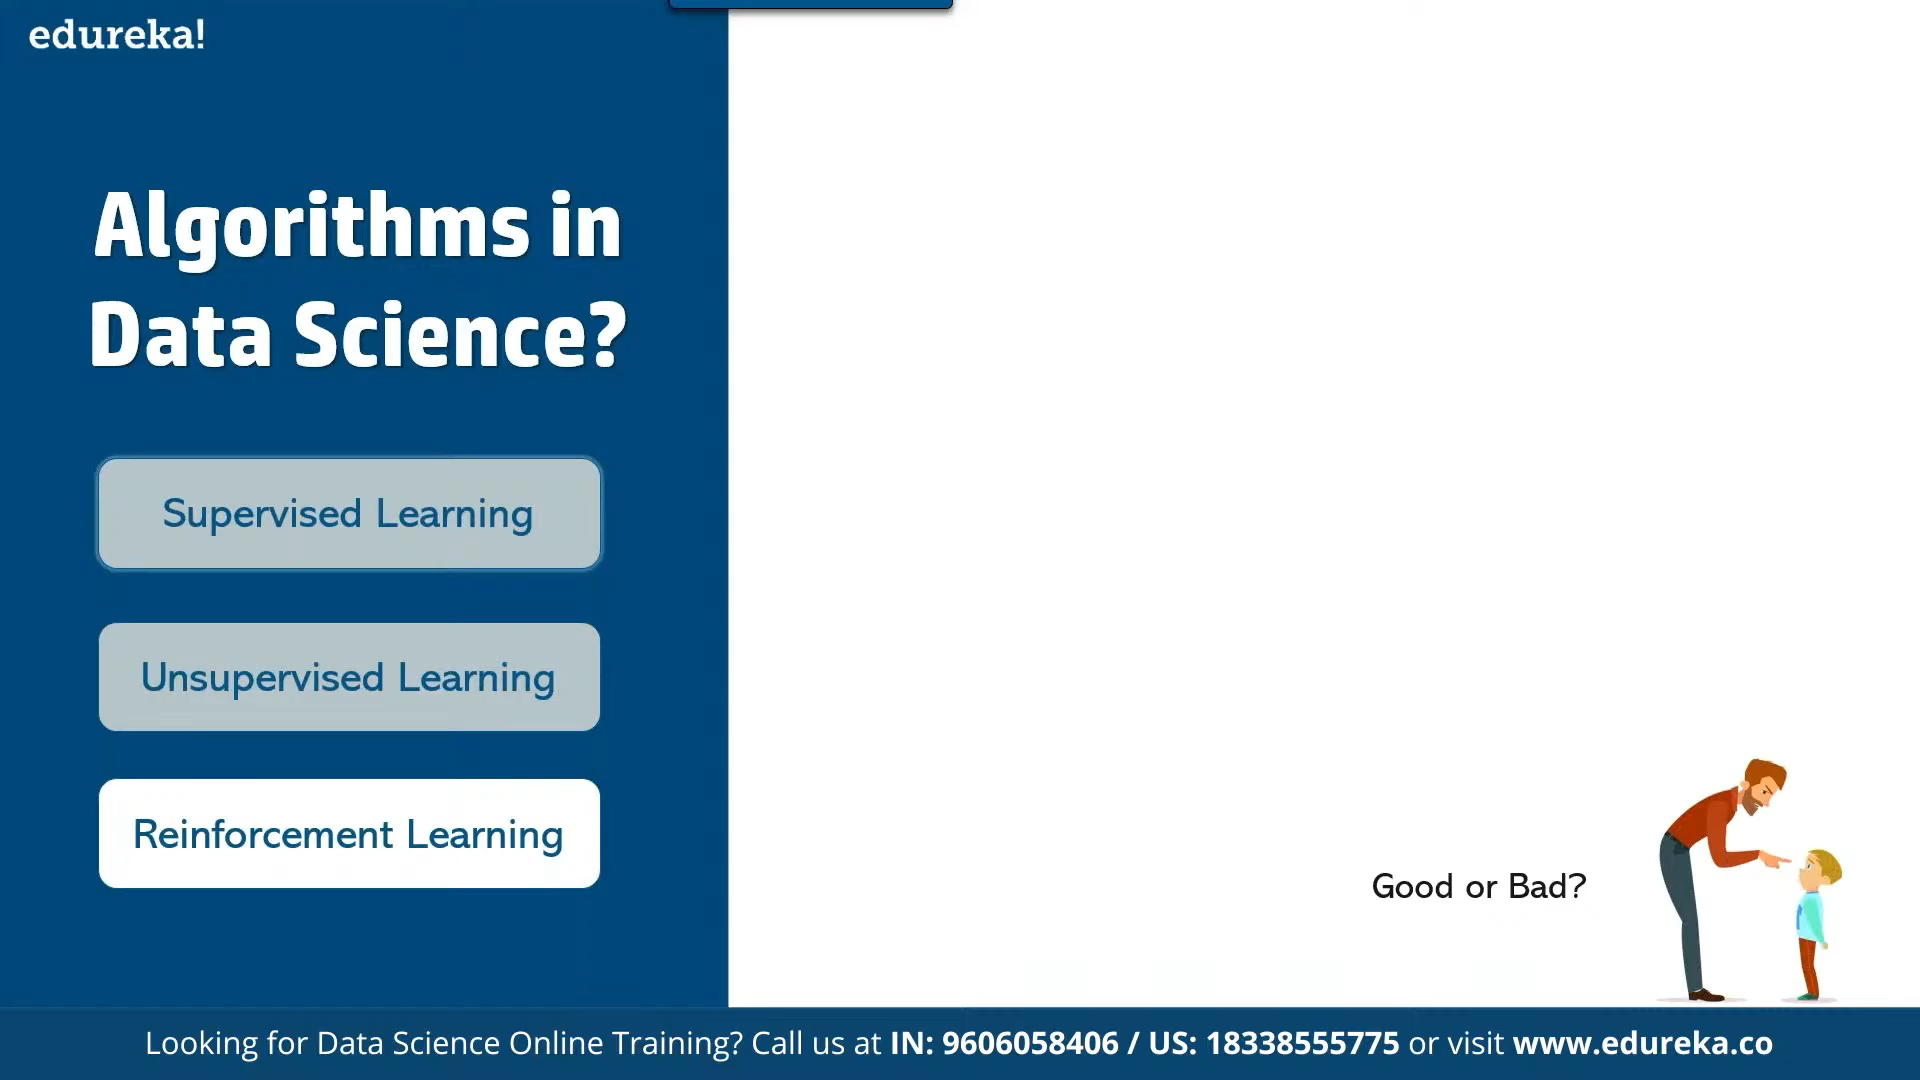 edureka!
Algorithms in
Data Science?
Supervised Learning
Unsupervised Learning
Reinforcement Learning
Good or Bad?
Looking for Data Science Online Training? Call us at IN: 9606058406 / US: 18338555775 or visit www.edureka.co